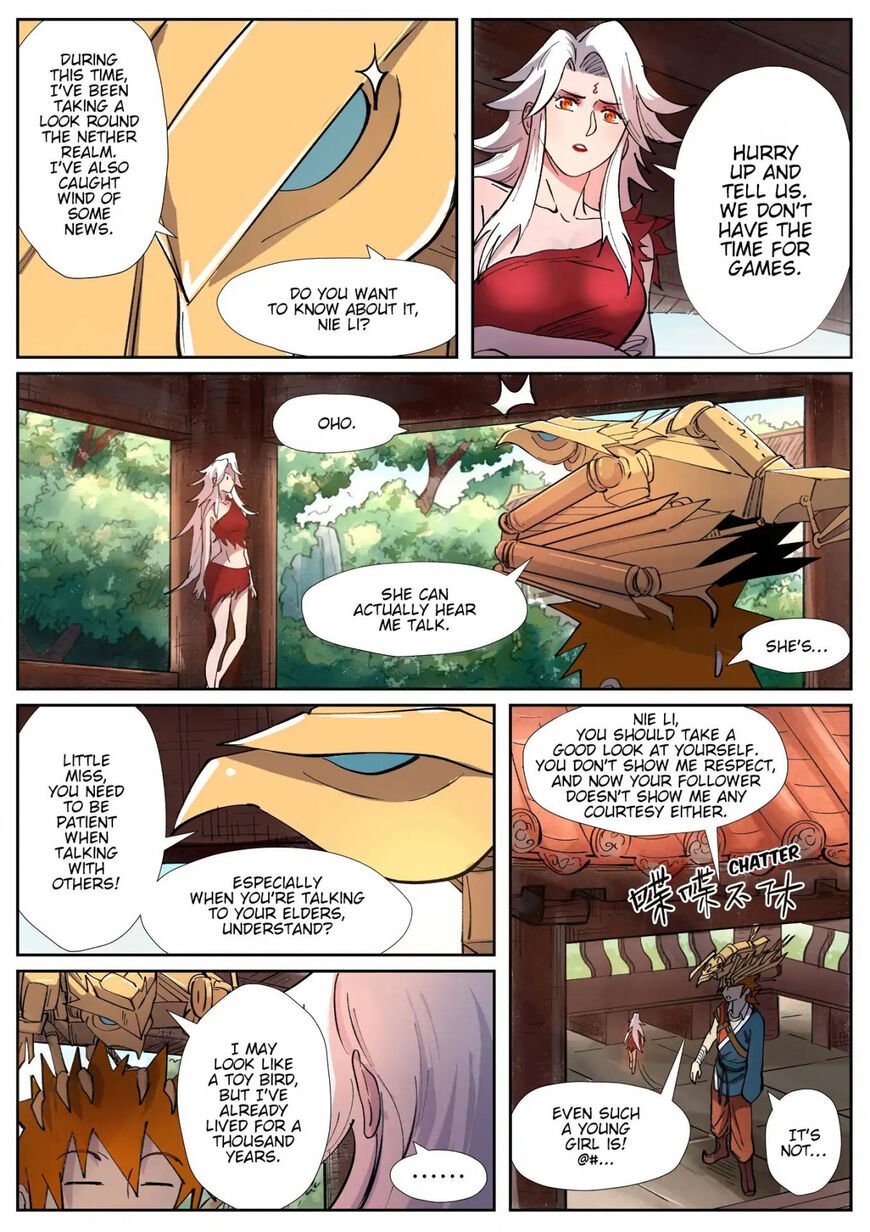 DURING
THIS TIME,
I'VE BEEN
TAKING A
LOOK ROUND
THE NETHER
REALM.
I'VE ALSO
CAUGHT
WIND OF
SOME
NEWS.
DO YOU WANT
TO KNOW ABOUT IT,
NIE LI?
HURRY
UP AND
TELL US.
WE DON'T
HAVE THE
TIME FOR
GAMES.
OHO.
SHE CAN
ACTUALLY HEAR
ME TALK.
SHE'S...
LITTLE
MISS,
YOU NEED
TO BE
PATIENT
WHEN
TALKING
WITH
OTHERS!
ESPECIALLY
WHEN YOU'RE TALKING
TO YOUR ELDERS,
UNDERSTAND?
NIE LI,
YOU SHOULD TAKE A
GOOD LOOK AT YOURSELF.
YOU DON'T SHOW ME RESPECT,
AND NOW YOUR FOLLOWER
DOESN'T SHOW ME ANY
COURTESY EITHER.
CHATTER
喋喋不休
EVEN SUCH
A YOUNG
GIRL IS!
@#...
IT'S
NOT...
I MAY
LOOK LIKE
A TOY BIRD,
BUT I'VE
ALREADY
LIVED FOR A
THOUSAND
YEARS.
......